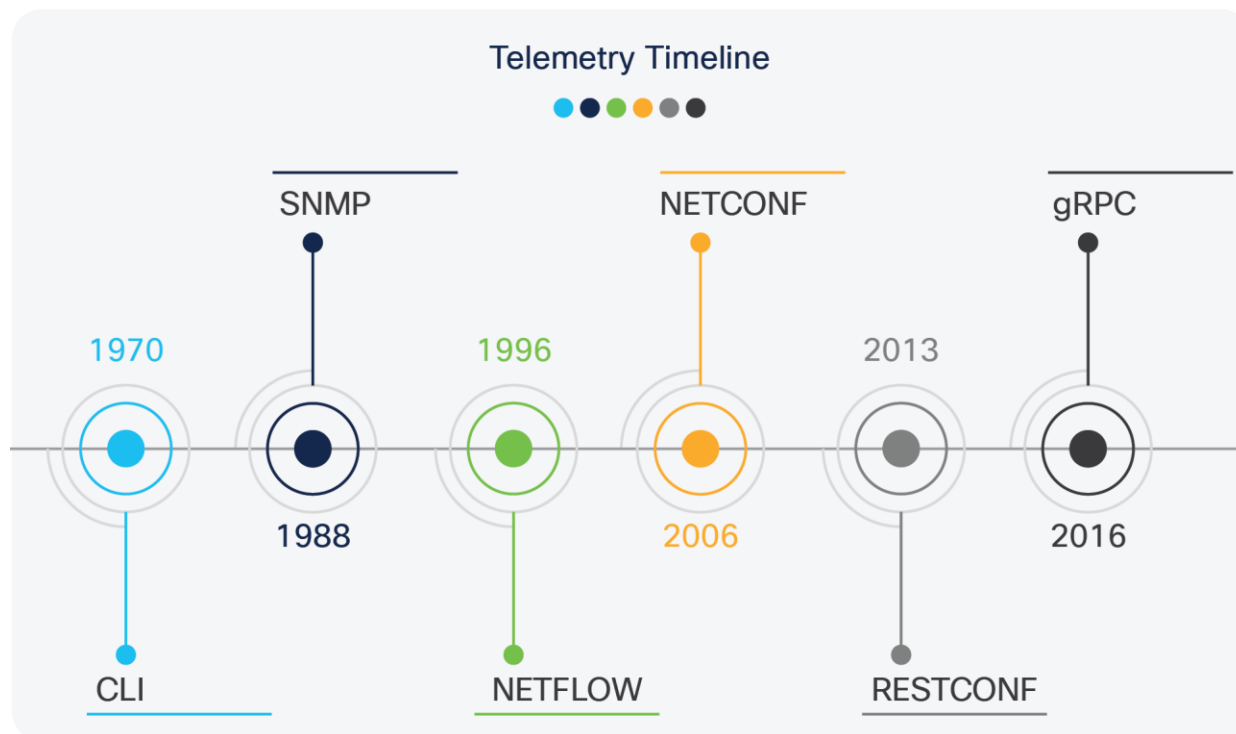 Telemetry Timeline
SNMP
NETCONF
gRPC
1970
1996
2013
1988
2006
2016
CLI
NETFLOW
RESTCONF